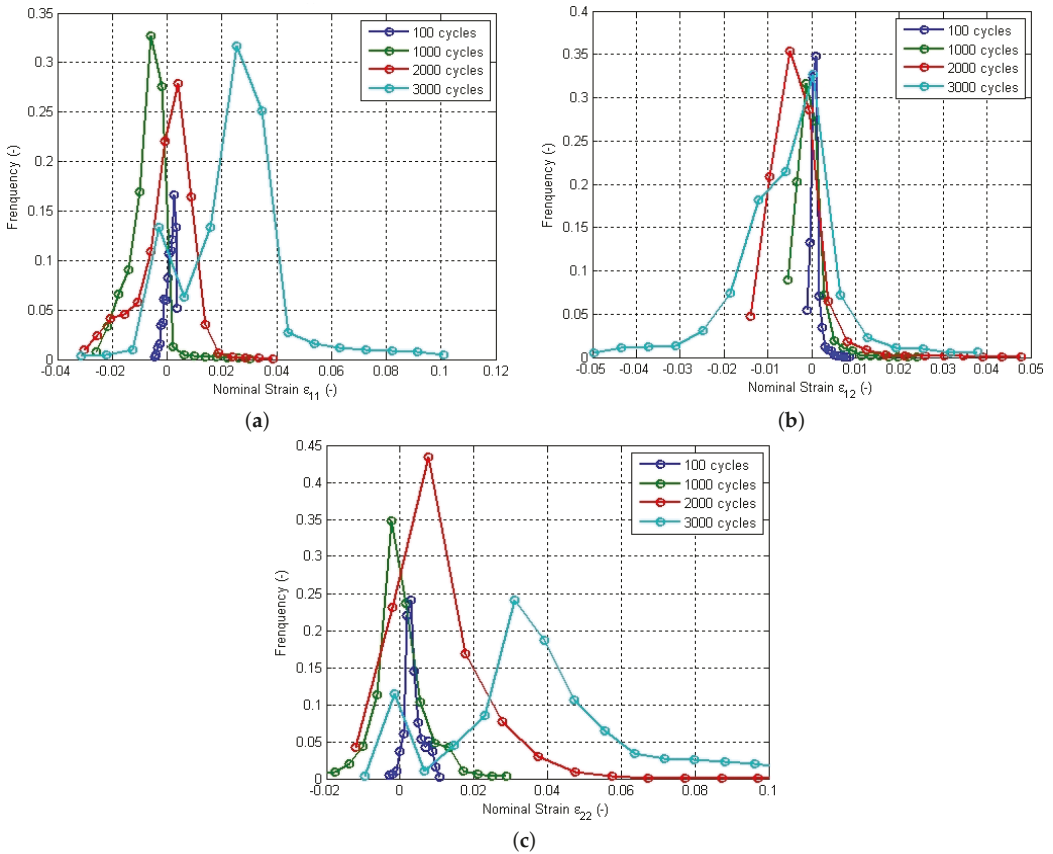 0.35
0.3
0.25
0.2
0.15
0.1
0.05
0
Frenquency (-)
-0.04 -0.02 0 0.02 0.04 0.06 0.08 0.1 0.12
Nominal Strain ε11 (-)
100 cycles
1000 cycles
2000 cycles
3000 cycles
(a)
0.4
0.35
0.3
0.25
0.2
0.15
0.1
0.05
0
Frenquency (-)
-0.05 -0.04 -0.03 -0.02 -0.01 0 0.01 0.02 0.03 0.04 0.05
Nominal Strain ε12 (-)
100 cycles
1000 cycles
2000 cycles
3000 cycles
(b)
0.45
0.4
0.35
0.3
0.25
0.2
0.15
0.1
0.05
0
Frenquency (-)
-0.02 0 0.02 0.04 0.06 0.08 0.1
Nominal Strain ε22 (-)
100 cycles
1000 cycles
2000 cycles
3000 cycles
(c)